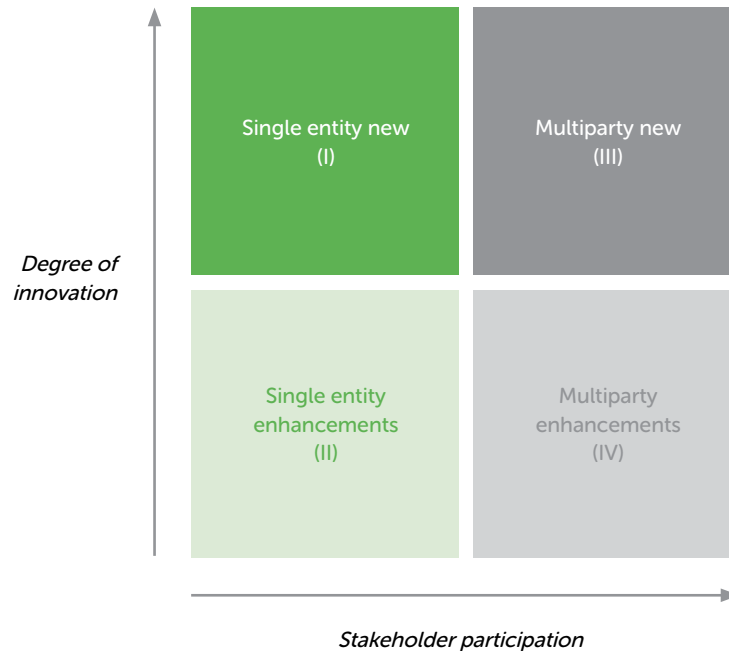 Single entity new
(I)
Multiparty new
(III)
Degree of
innovation
Single entity
enhancements
(II)
Multiparty
enhancements
(IV)
Stakeholder participation